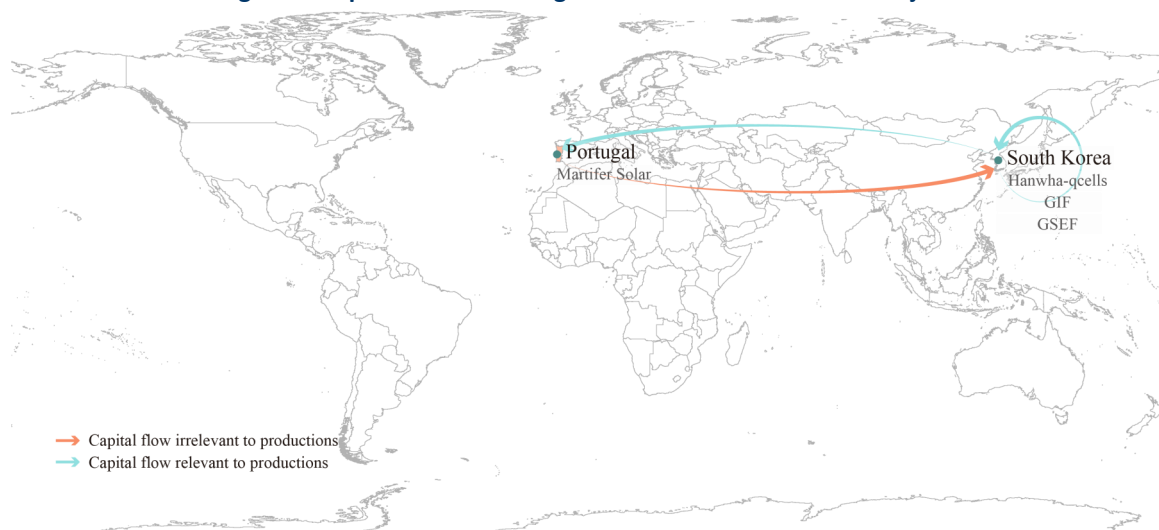 Portugal
Martifer Solar
South Korea
Hanwha-qcells
GIF
GSEF
Capital flow irrelevant to productions
Capital flow relevant to productions